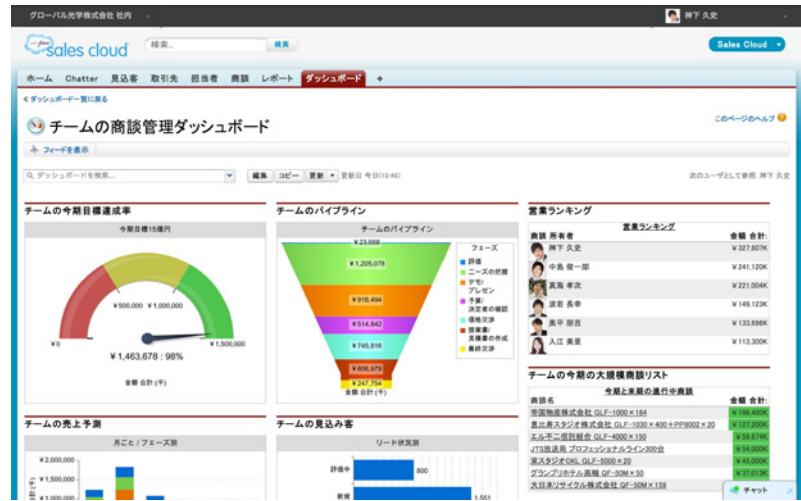 グローバル光学株式会社 社内
神下 久史
sales cloud
検索...
検索
Sales Cloud
ホーム Chatter 見込客 取引先 担当者 商談 レポート ダッシュボード +
ダッシュボード一覧に戻る
チームの商談管理ダッシュボード
このページのヘルプ
フィードを表示
ダッシュボードを検索...
編集 コピー 更新 更新日 今日(10:46)
次のユーザとして参照 神下 久史
チームの今期目標達成率
今期目標15億円
¥500,000 ¥1,000,000
¥0 ¥1,500,000
¥1,463,678 : 98%
金額 合計:(千)
チームのパイプライン
チームのパイプライン
¥23,668
¥1,205,078
¥918,494
¥514,842
¥745,816
¥608,979
¥247,754
金額 合計:(千)
フェーズ
評価
ニーズの把握
デモ/
プレゼン
予算/
決定者の確認
価格交渉
提案書/
見積書の作成
最終交渉
営業ランキング
営業ランキング
商談 所有者 金額 合計:
神下 久史 ¥327,807K
中島 俊一郎 ¥241,120K
真海 孝次 ¥221,004K
波若 長幸 ¥149,123K
奥平 朋吉 ¥133,696K
入江 美里 ¥113,300K
チームの今期の大規模商談リスト
今期と来期の進行中商談
商談名 金額 合計:
帝国物産株式会社 GLF-1000×184 ¥198,400K
恵比寿スタジオ株式会社 GLF-1030×400+PP8002×20 ¥127,200K
エル不二信託組合 GLF-4000×150 ¥59,674K
JTS放送局 プロフェッショナルライン300台 ¥54,000K
栄スタジオOKL GLF-5000×20 ¥45,000K
グランブリホテル高輪 QF-50M×50 ¥37,013K
大日本リサイクル株式会社 QF-50M×159
チャット
チームの売上予測
月ごと / フェーズ別
¥2,000,000
¥1,500,000
¥1,000,000
チームの見込み客
リード状況別
評価中 800
新規 1,551